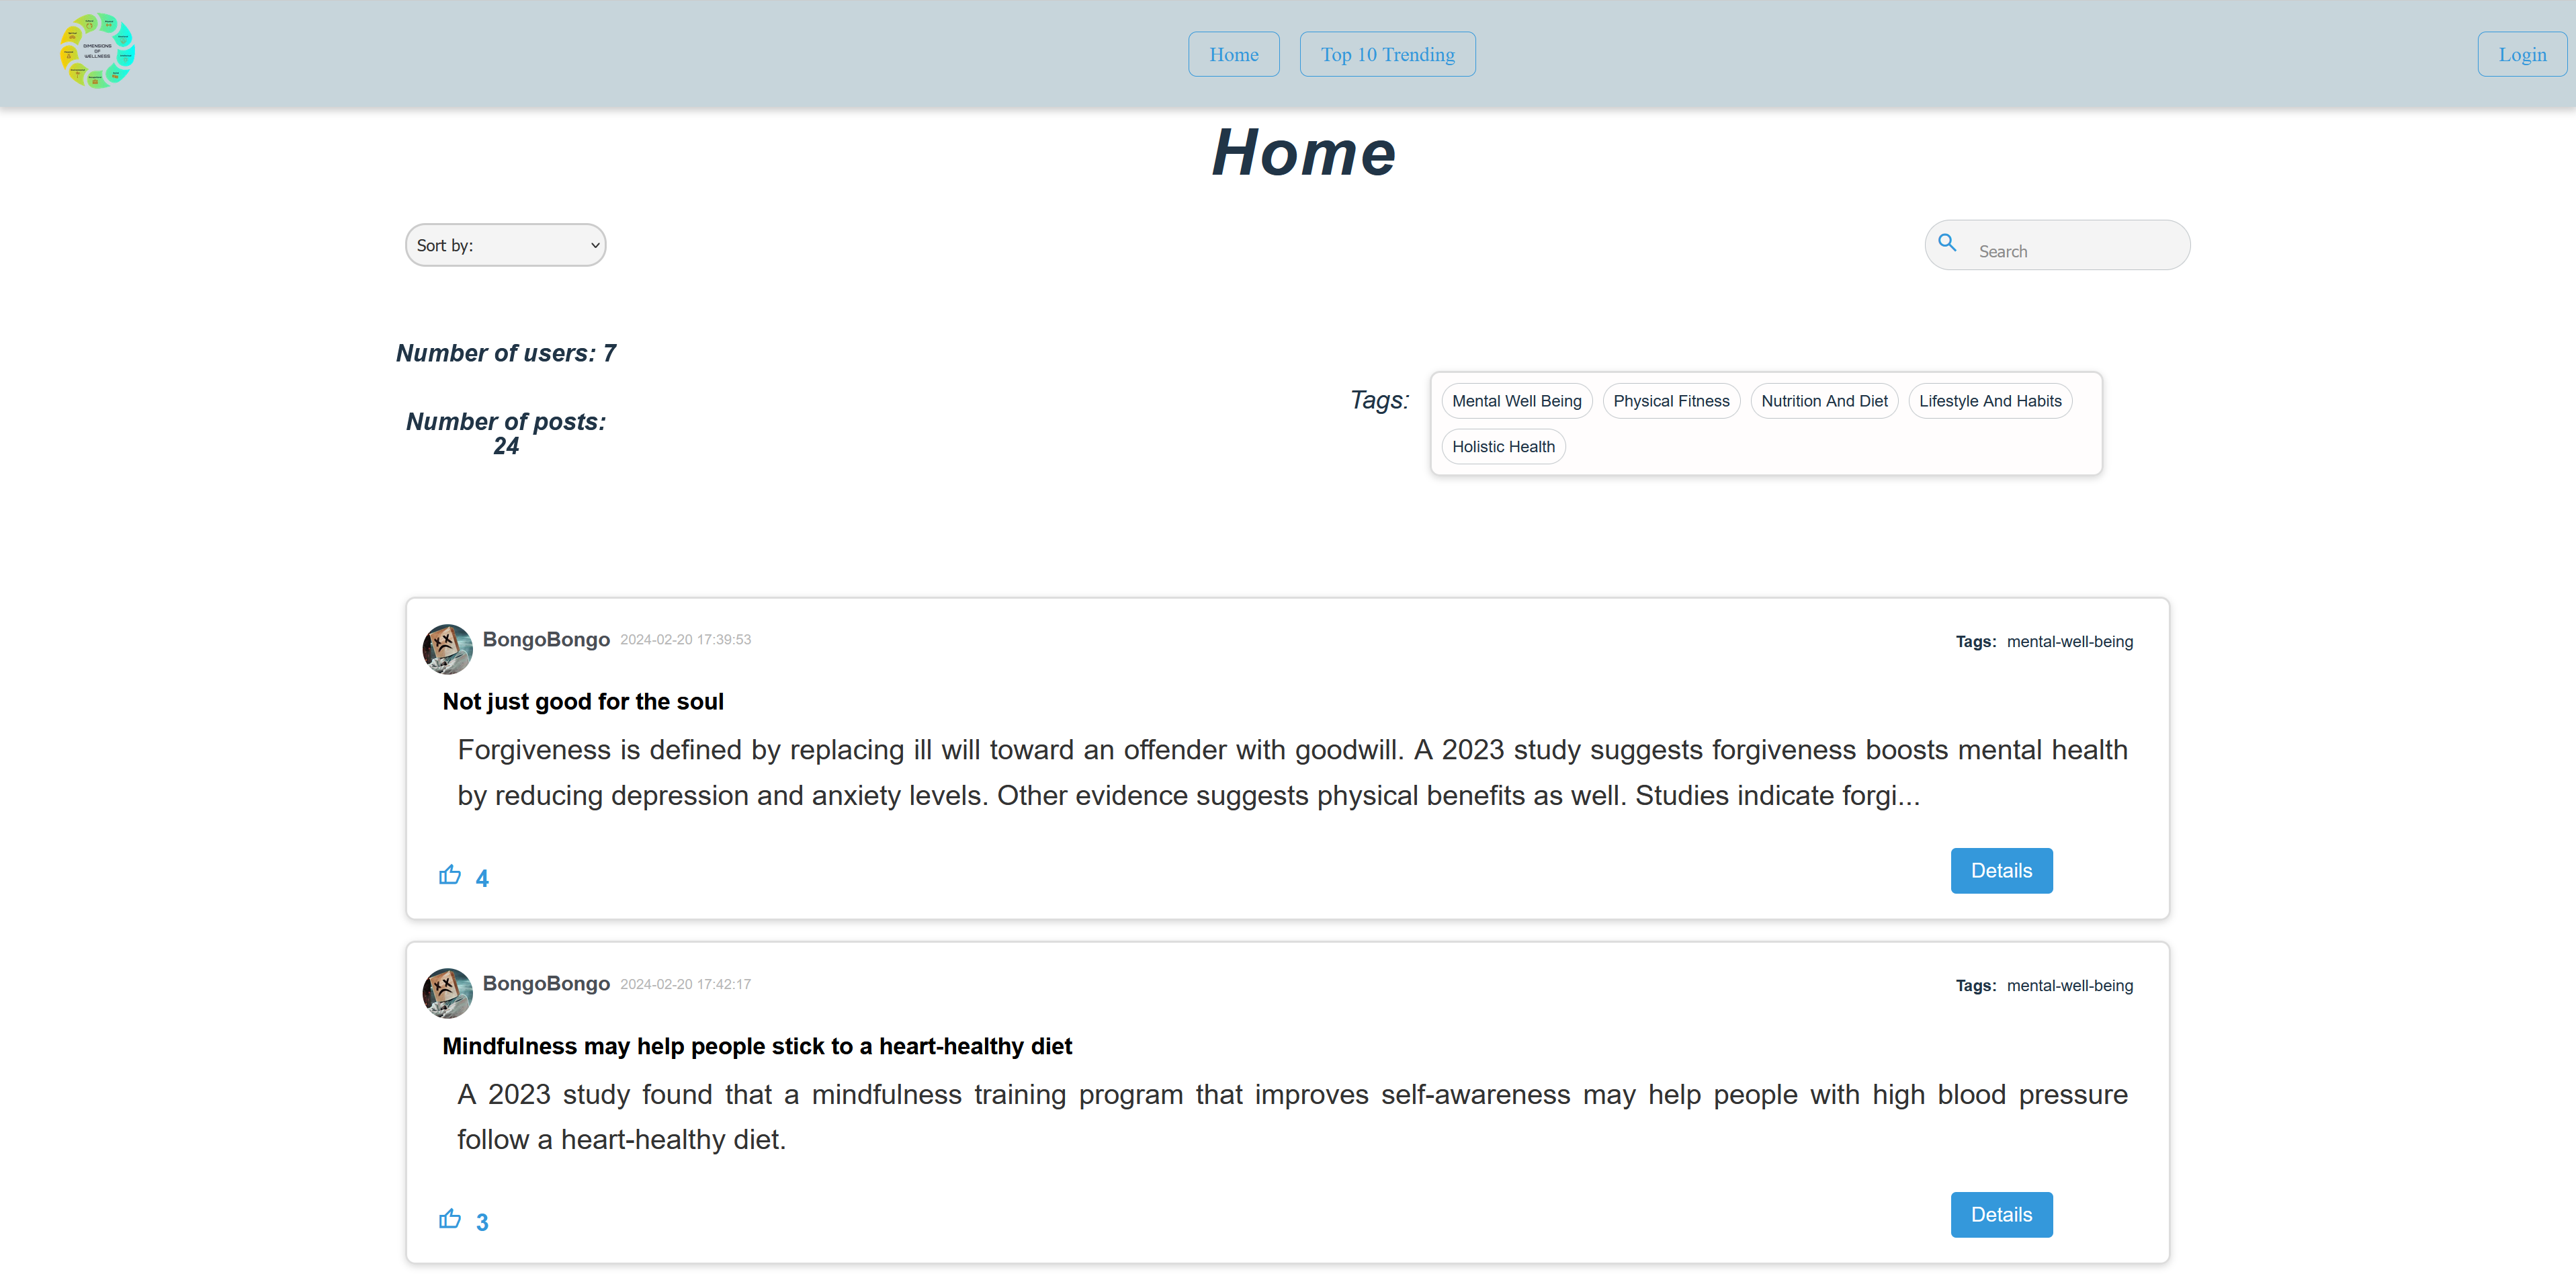 DIMENSIONS
OF
WELLNESS
Home
Top 10 Trending
Login
Home
Sort by:
Search
Number of users: 7
Number of posts:
24
Tags:
Mental Well Being
Physical Fitness
Nutrition And Diet
Lifestyle And Habits
Holistic Health
BongoBongo 2024-02-20 17:39:53
Tags: mental-well-being
Not just good for the soul
Forgiveness is defined by replacing ill will toward an offender with goodwill. A 2023 study suggests forgiveness boosts mental health
by reducing depression and anxiety levels. Other evidence suggests physical benefits as well. Studies indicate forgi...
4
Details
BongoBongo 2024-02-20 17:42:17
Tags: mental-well-being
Mindfulness may help people stick to a heart-healthy diet
A 2023 study found that a mindfulness training program that improves self-awareness may help people with high blood pressure
follow a heart-healthy diet.
3
Details